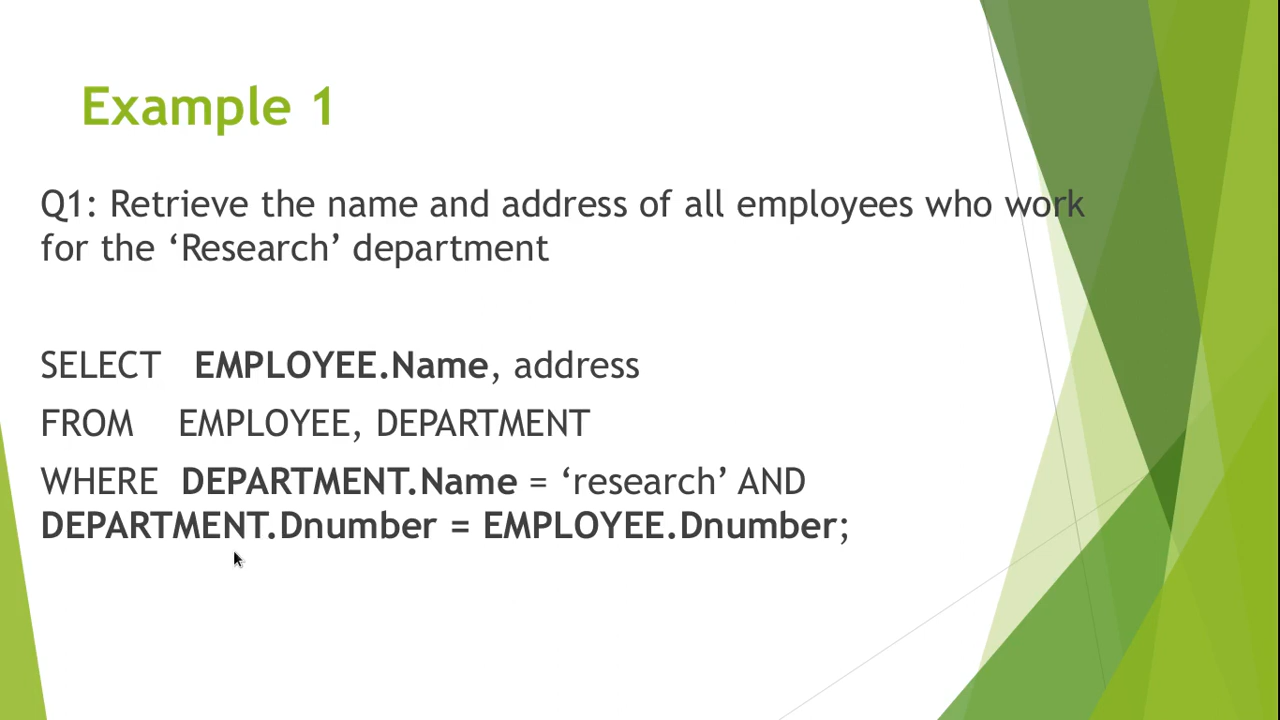 Example 1
Q1: Retrieve the name and address of all employees who work
for the ‘Research’ department
SELECT EMPLOYEE.Name, address
FROM EMPLOYEE, DEPARTMENT
WHERE DEPARTMENT.Name = ‘research’ AND
DEPARTMENT.Dnumber = EMPLOYEE.Dnumber;